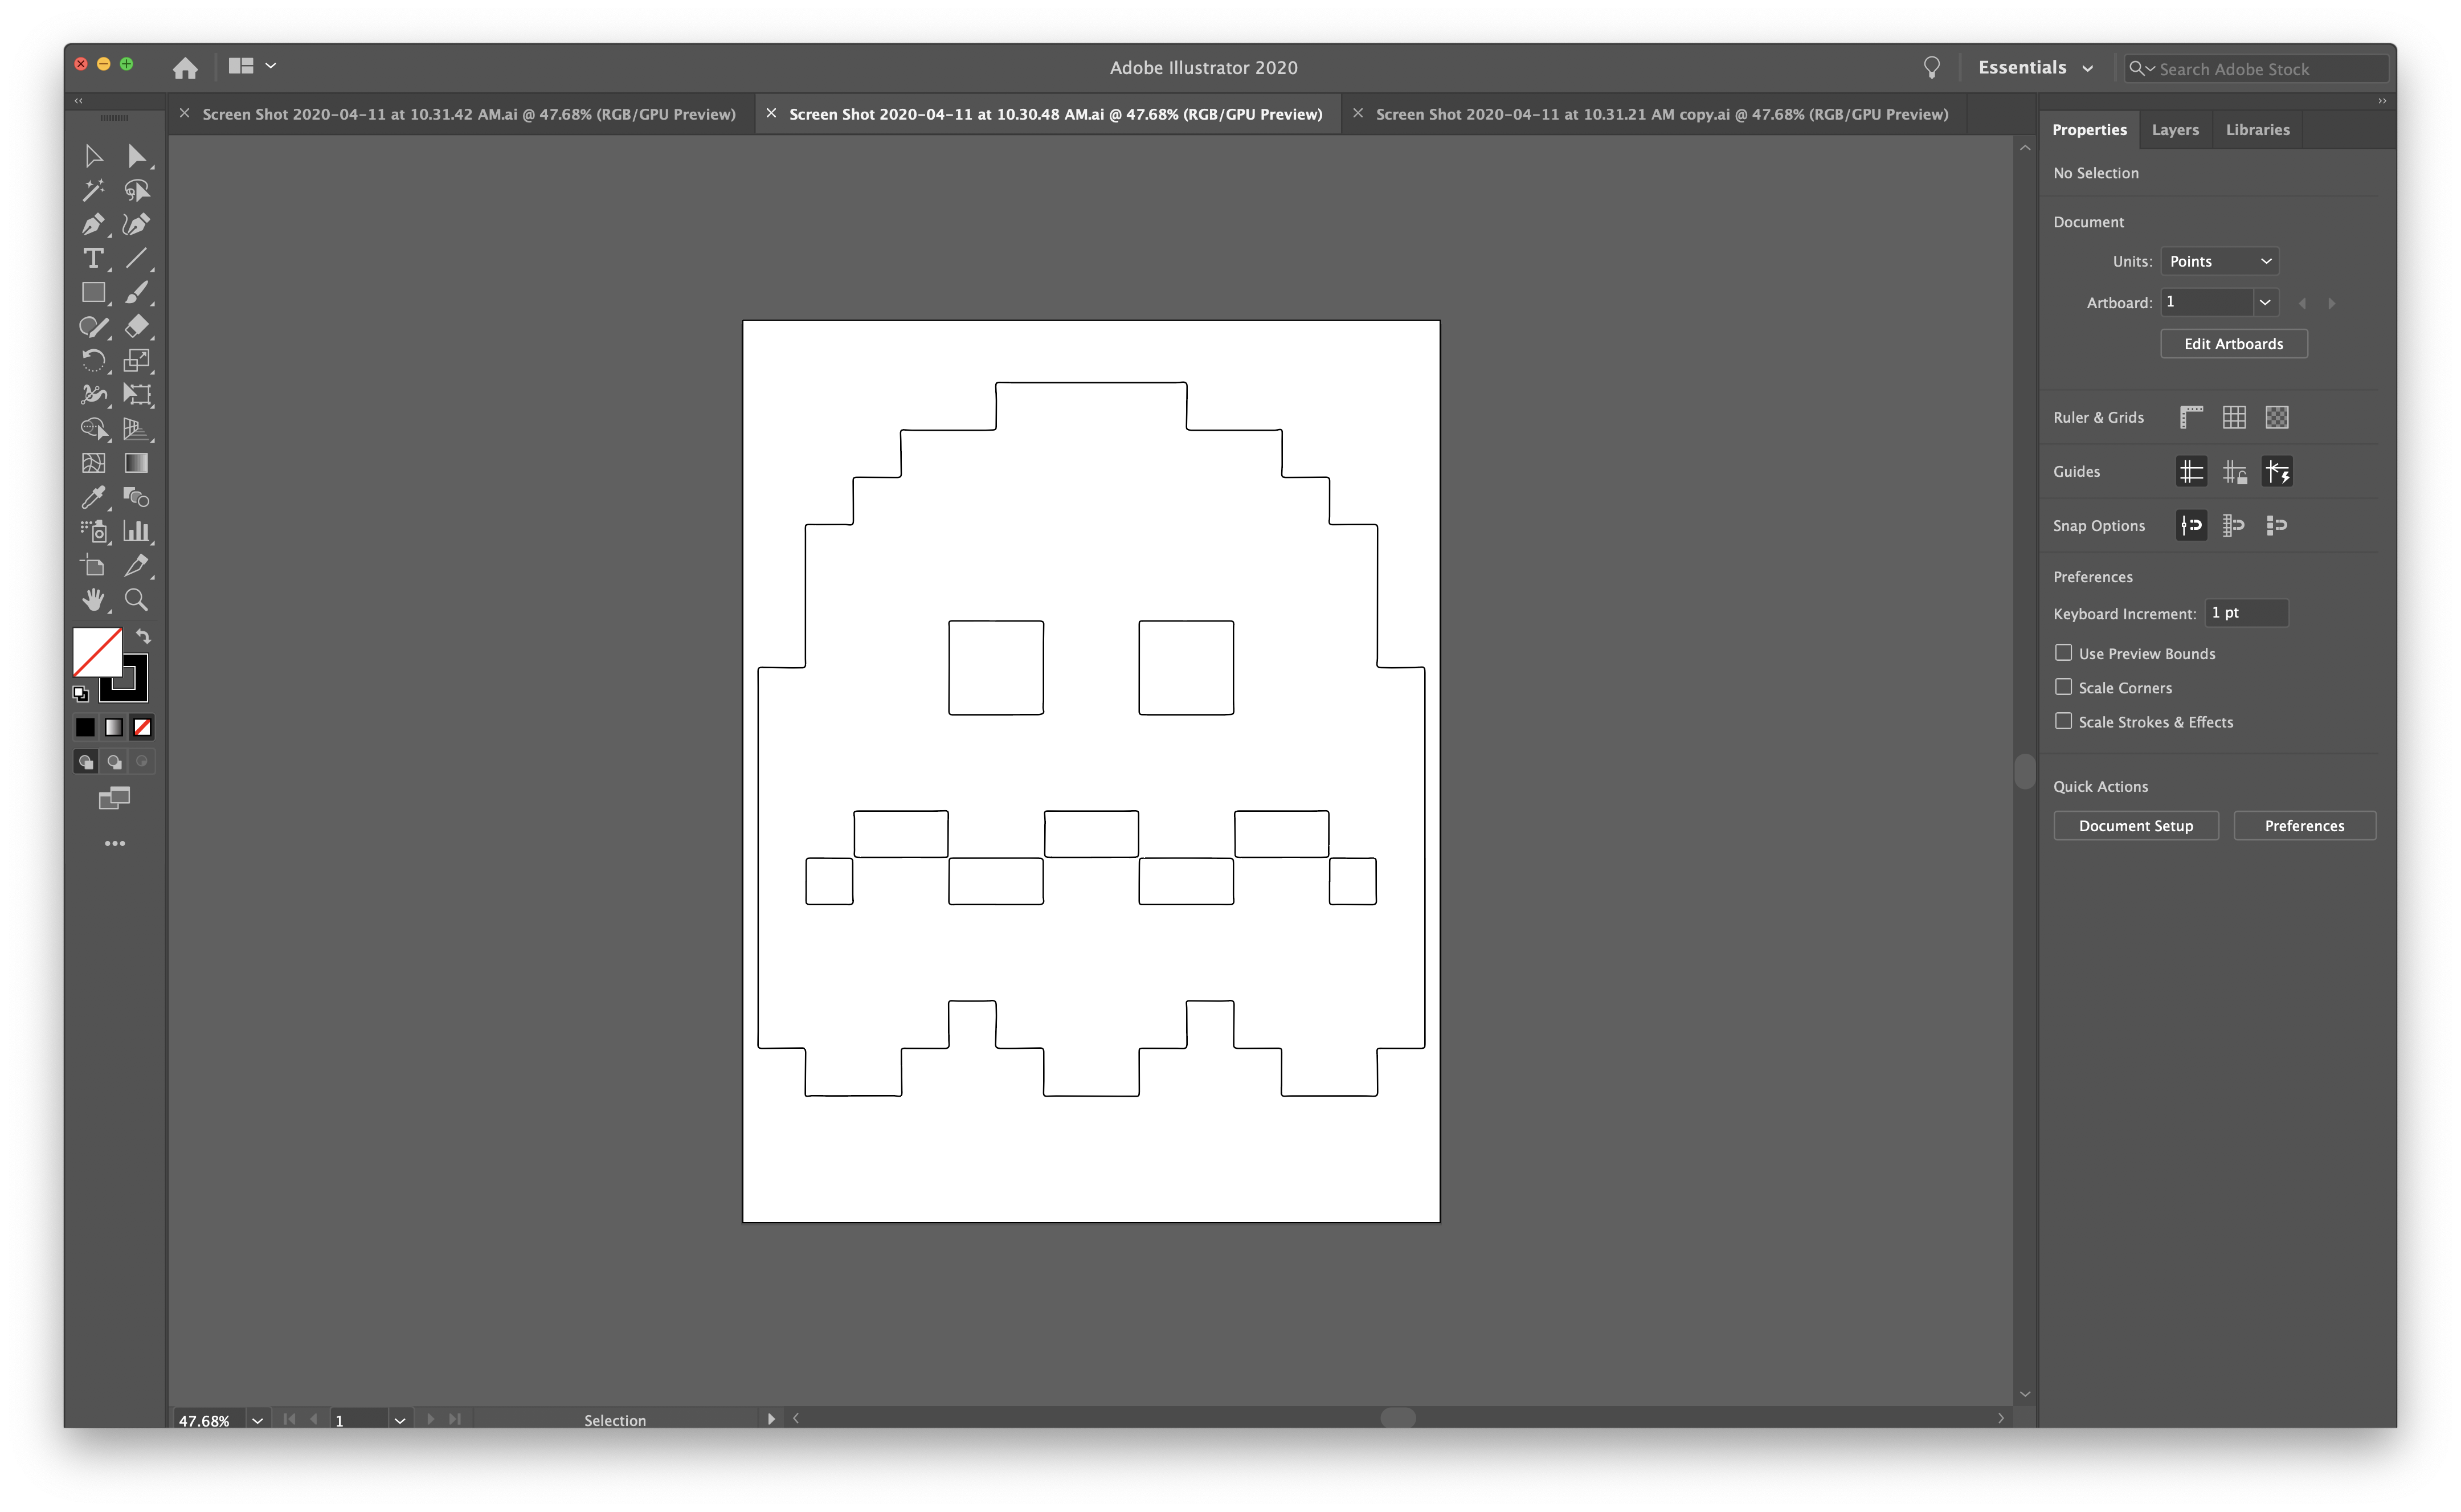 Adobe Illustrator 2020
Essentials
Search Adobe Stock
Screen Shot 2020-04-11 at 10.31.42 AM.ai @ 47.68% (RGB/GPU Preview)
Screen Shot 2020-04-11 at 10.30.48 AM.ai @ 47.68% (RGB/GPU Preview)
Screen Shot 2020-04-11 at 10.31.21 AM copy.ai @ 47.68% (RGB/GPU Preview)
Properties
Layers
Libraries
No Selection
Document
Units: Points
Artboard: 1
Edit Artboards
Ruler & Grids
Guides
Snap Options
Preferences
Keyboard Increment: 1 pt
Use Preview Bounds
Scale Corners
Scale Strokes & Effects
Quick Actions
Document Setup
Preferences
47.68%
1
Selection